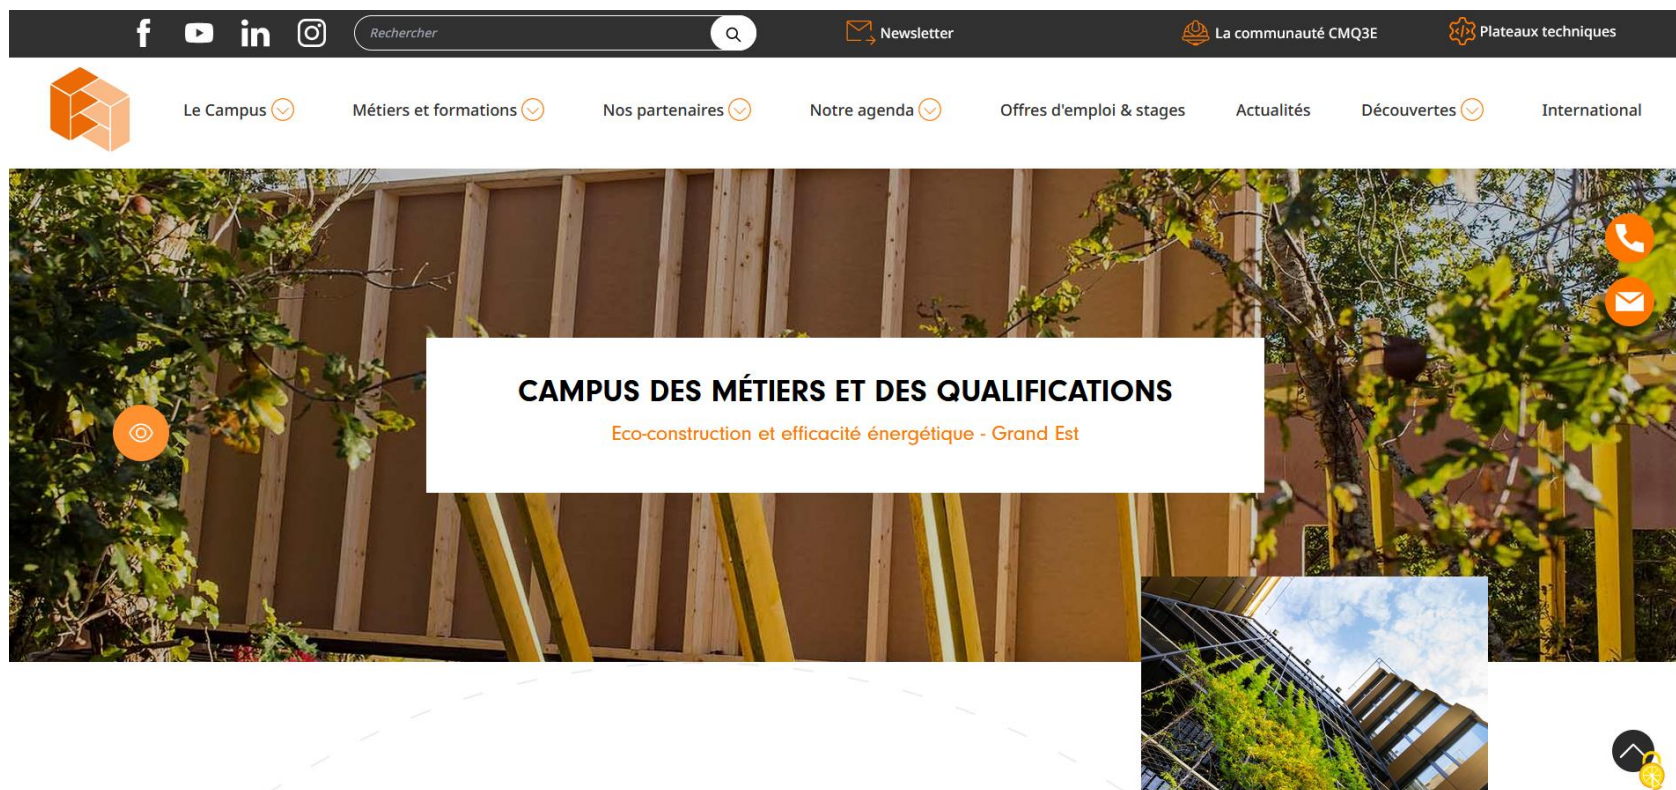 Rechercher
Newsletter
La communauté CMQ3E
Plateaux techniques
Le Campus
Métiers et formations
Nos partenaires
Notre agenda
Offres d'emploi & stages
Actualités
Découvertes
International
CAMPUS DES MÉTIERS ET DES QUALIFICATIONS
Eco-construction et efficacité énergétique - Grand Est